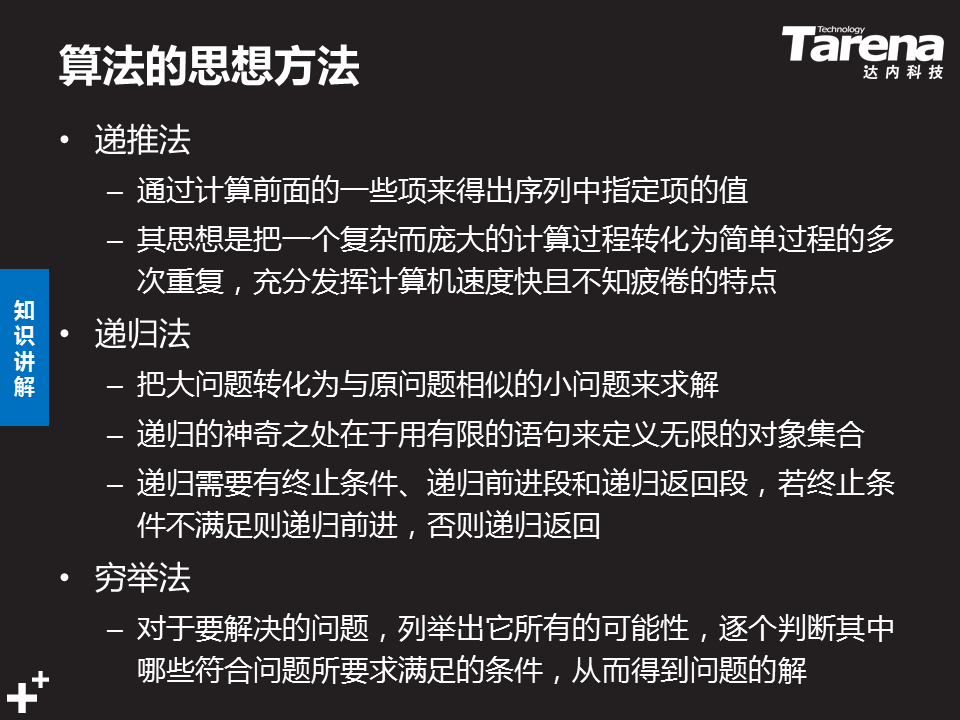 算法的思想方法
Technology
Tarena
达内科技
• 递推法
– 通过计算前面的一些项来得出序列中指定项的值
– 其思想是把一个复杂而庞大的计算过程转化为简单过程的多
次重复，充分发挥计算机速度快且不知疲倦的特点
• 递归法
– 把大问题转化为与原问题相似的小问题来求解
– 递归的神奇之处在于用有限的语句来定义无限的对象集合
– 递归需要有终止条件、递归前进段和递归返回段，若终止条
件不满足则递归前进，否则递归返回
• 穷举法
– 对于要解决的问题，列举出它所有的可能性，逐个判断其中
哪些符合问题所要求满足的条件，从而得到问题的解
知
识
讲
解
++